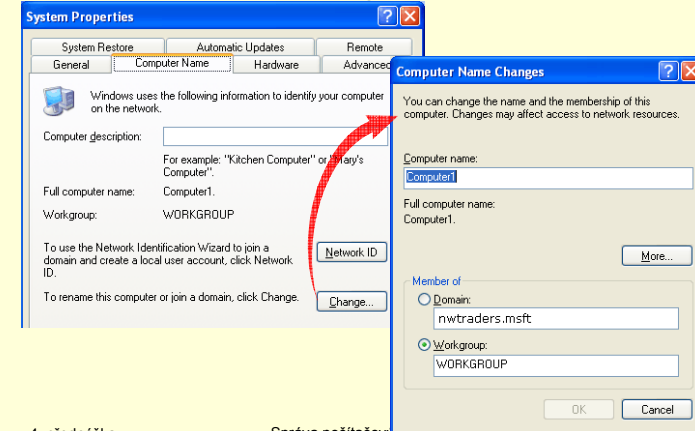 System Properties
System Restore
Automatic Updates
Remote
General
Computer Name
Hardware
Advanced
Windows uses the following information to identify your computer
on the network.
Computer description:
For example: "Kitchen Computer" or "Mary's
Computer".
Full computer name:
Computer1.
Workgroup:
WORKGROUP
To use the Network Identification Wizard to join a
domain and create a local user account, click Network
ID.
Network ID
To rename this computer or join a domain, click Change.
Change...
Computer Name Changes
You can change the name and the membership of this
computer. Changes may affect access to network resources.
Computer name:
Computer1
Full computer name:
Computer1.
More...
Member of
Domain:
nwtraders.msft
Workgroup:
WORKGROUP
OK
Cancel